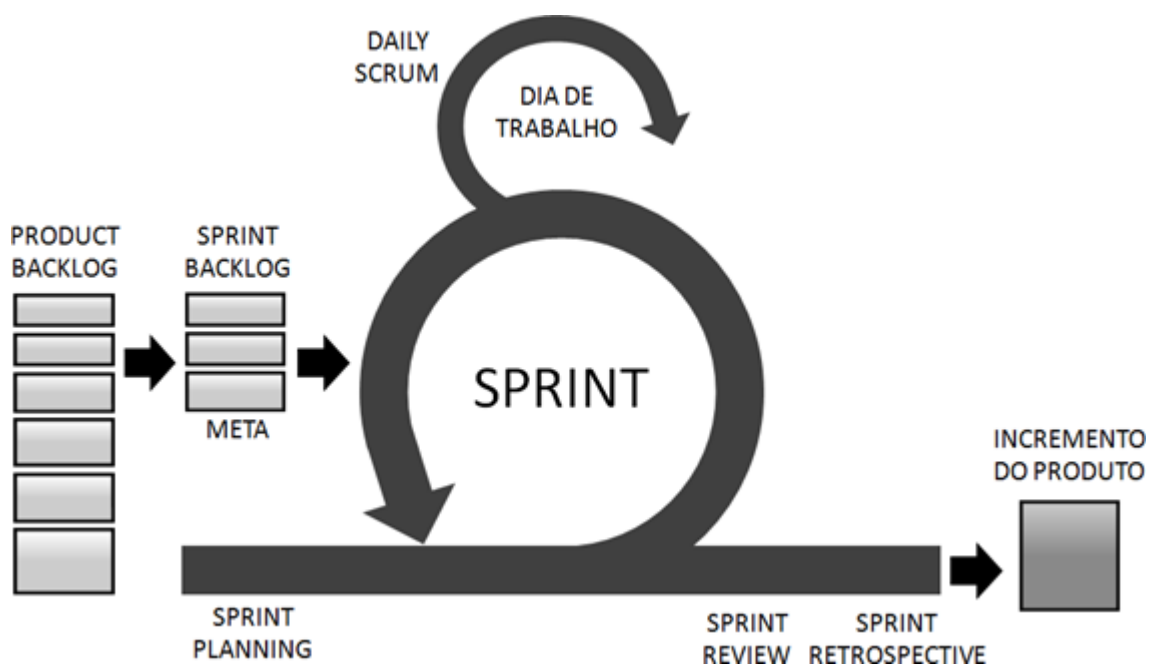 DAILY
SCRUM
DIA DE
TRABALHO
PRODUCT
BACKLOG
SPRINT
BACKLOG
META
SPRINT
INCREMENTO
DO PRODUTO
SPRINT
PLANNING
SPRINT
REVIEW
SPRINT
RETROSPECTIVE